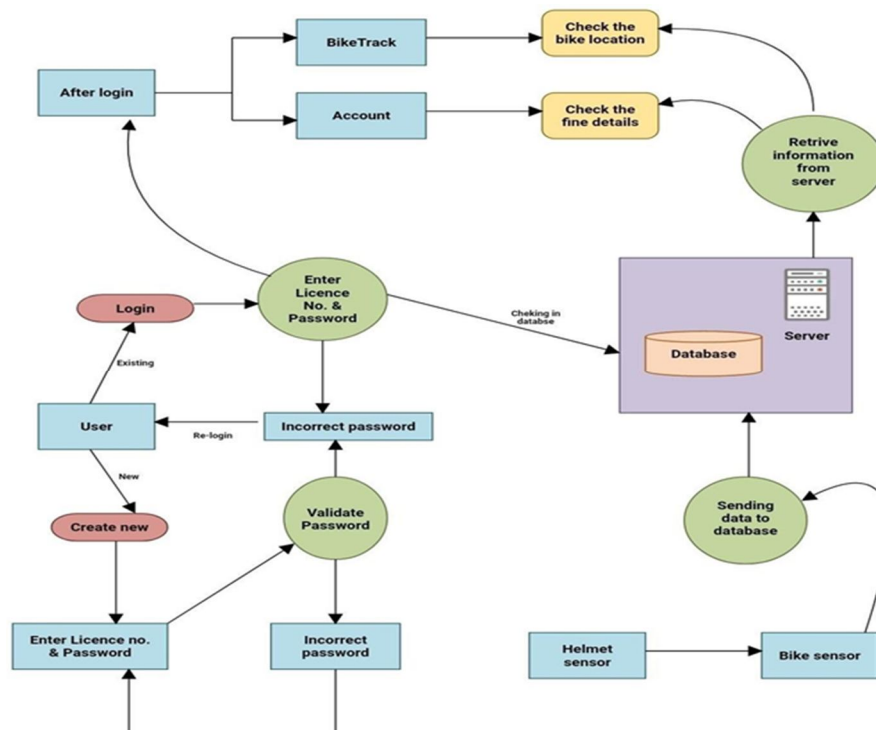 BikeTrack
Check the
bike location
After login
Account
Check the
fine details
Retrive
information
from
server
Enter
Licence
No. &
Password
Login
Cheking in
databse
Server
Database
Existing
User
Re-login
Incorrect password
New
Create new
Validate
Password
Sending
data to
database
Enter Licence no.
& Password
Incorrect
password
Helmet
sensor
Bike sensor